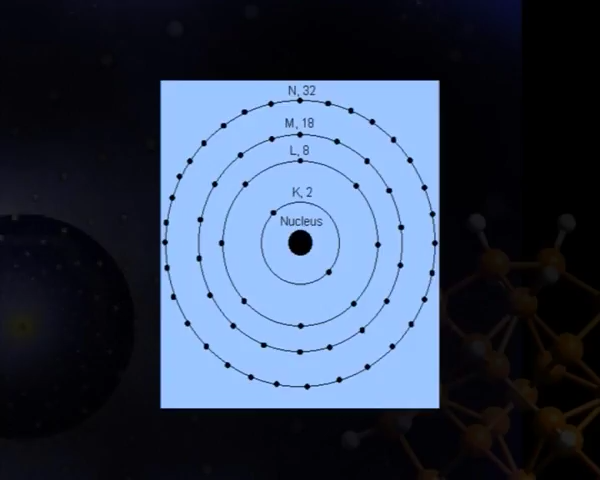 N, 32
M, 18
L, 8
K, 2
Nucleus